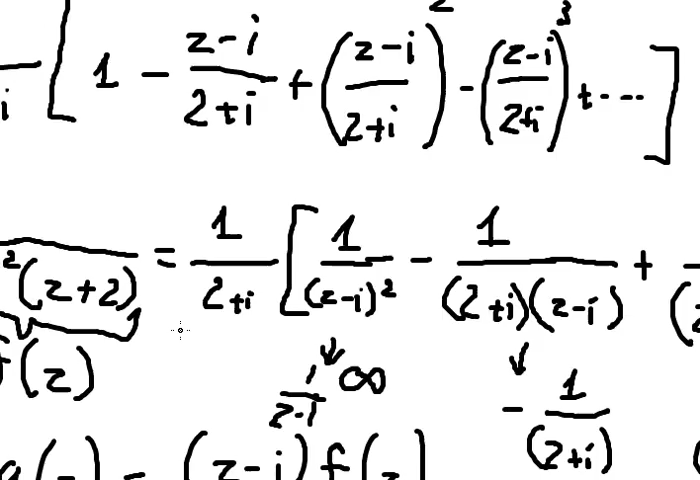 i [ 1 - (z-i)/(2+i) + ((z-i)/(2+i))² - ((z-i)/(2+i))³ + ... ]
²(z+2) = 1/(2+i) [ 1/(z-i)² - 1/((2+i)(z-i)) + 
f(z) 1/(z-i) ↓ ∞ ↓ - 1/(2+i)
(z-i) f(z)